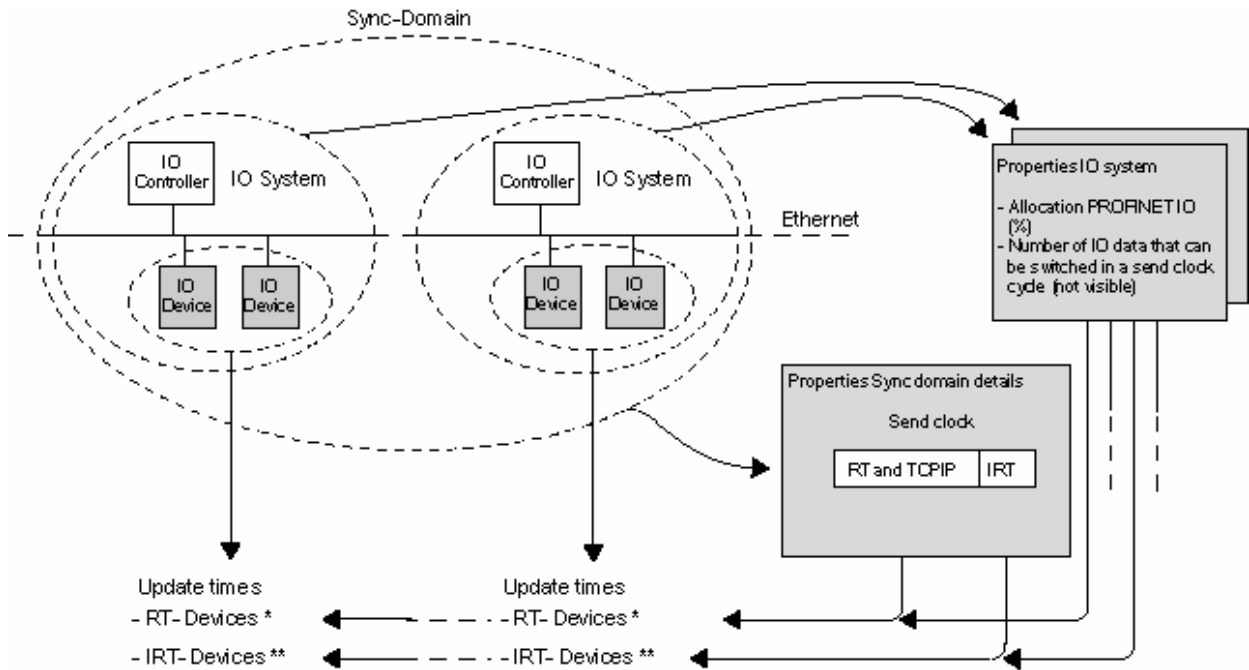 Sync-Domain
IO
Controller
IO System
IO
Controller
IO System
Ethernet
IO
Device
IO
Device
IO
Device
IO
Device
Properties IO system
- Allocation PROFINET IO
(%)
- Number of IO data that can
be switched in a send clock
cycle (not visible)
Properties Sync domain details
Send clock
RT and TCPIP
IRT
Update times
- RT- Devices *
- IRT- Devices **
Update times
- RT- Devices *
- IRT- Devices **